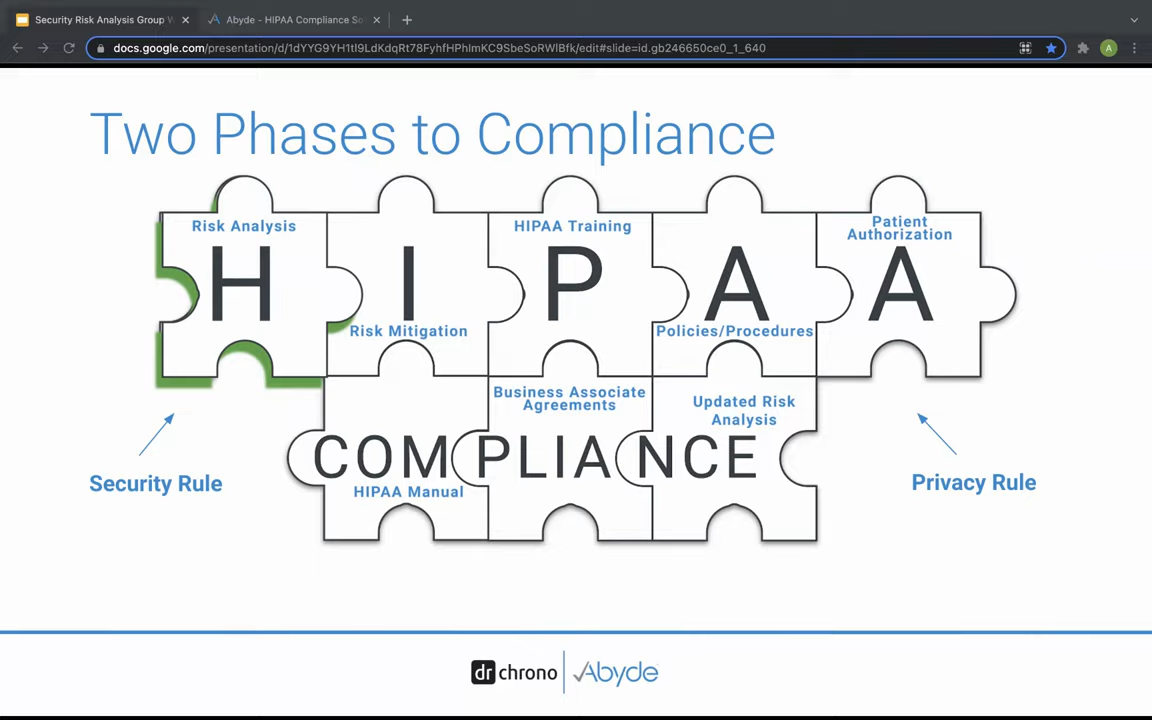 Security Risk Analysis Group W
Abyde - HIPAA Compliance So
docs.google.com/presentation/d/1dYYG9YH1tI9LdKdqRt78FyhfHPhImKC9SbeSoRWlBfk/edit#slide=id.gb246650ce0_1_640
A
Two Phases to Compliance
Risk Analysis
HIPAA Training
Patient
Authorization
H I P A A
Risk Mitigation
Policies/Procedures
Business Associate
Agreements
Updated Risk
Analysis
COMPLIANCE
HIPAA Manual
Security Rule
Privacy Rule
dr chrono
Abyde